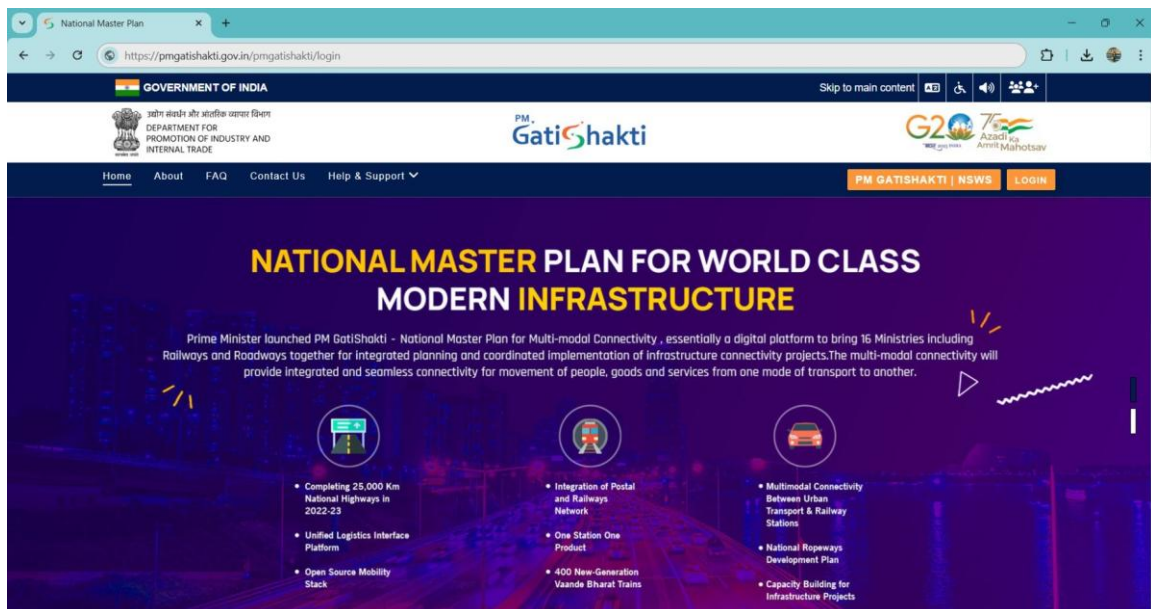 National Master Plan
https://pmgatishakti.gov.in/pmgatishakti/login
GOVERNMENT OF INDIA
Skip to main content
उद्योग संवर्धन और आंतरिक व्यापार विभाग
DEPARTMENT FOR
PROMOTION OF INDUSTRY AND
INTERNAL TRADE
PM
GatiShakti
G20
75
Azadi Ka
Amrit Mahotsav
Home About FAQ Contact Us Help & Support
PM GATISHAKTI | NSWS LOGIN
NATIONAL MASTER PLAN FOR WORLD CLASS
MODERN INFRASTRUCTURE
Prime Minister launched PM GatiShakti - National Master Plan for Multi-modal Connectivity , essentially a digital platform to bring 16 Ministries including
Railways and Roadways together for integrated planning and coordinated implementation of infrastructure connectivity projects.The multi-modal connectivity will
provide integrated and seamless connectivity for movement of people, goods and services from one mode of transport to another.
Completing 25,000 Km
National Highways in
2022-23
Unified Logistics Interface
Platform
Open Source Mobility
Stack
Integration of Postal
and Railways
Network
One Station One
Product
400 New-Generation
Vaande Bharat Trains
Multimodal Connectivity
Between Urban
Transport & Railway
Stations
National Ropeways
Development Plan
Capacity Building for
Infrastructure Projects